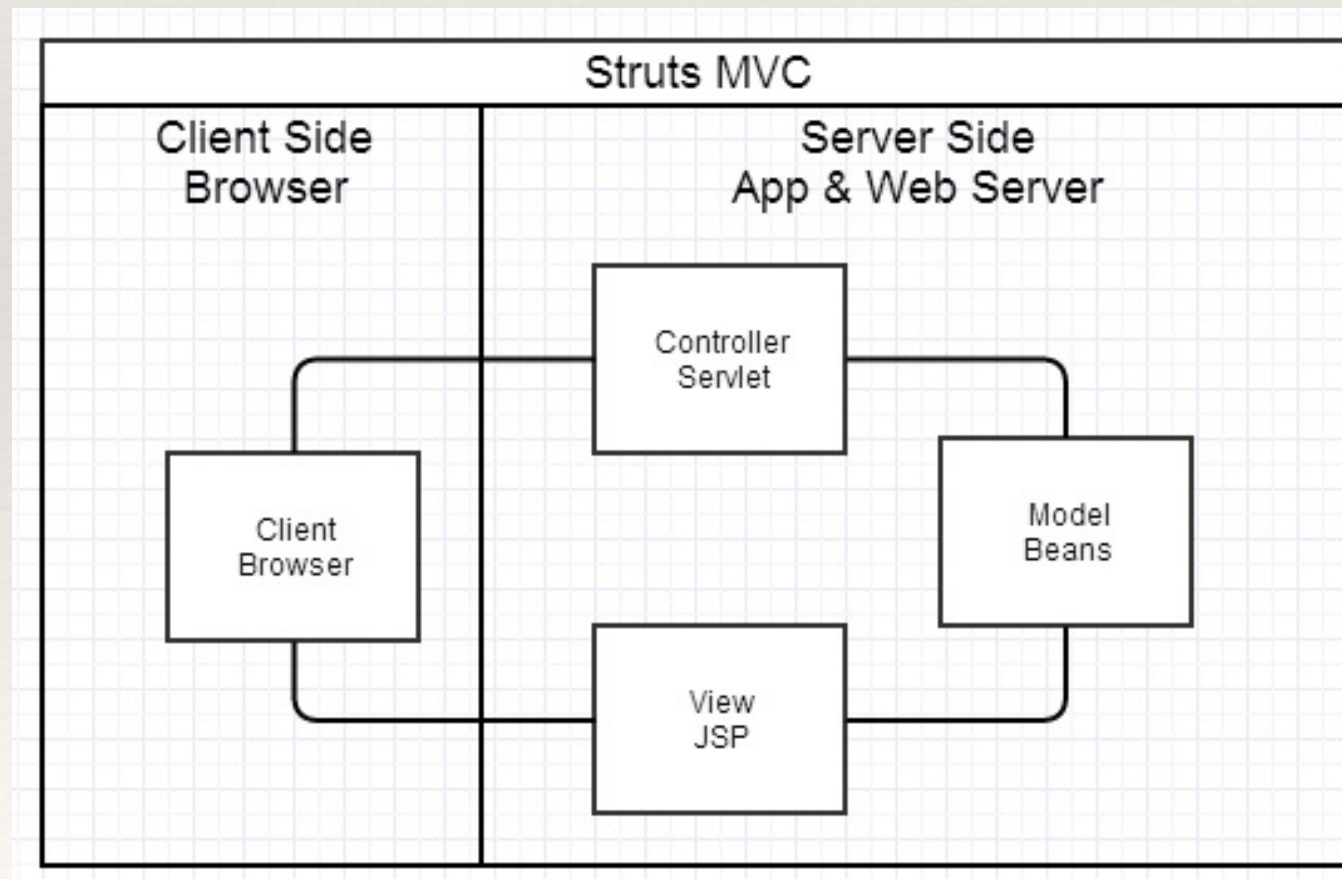 Struts MVC
Client Side
Browser
Server Side
App & Web Server
Controller
Servlet
Client
Browser
Model
Beans
View
JSP